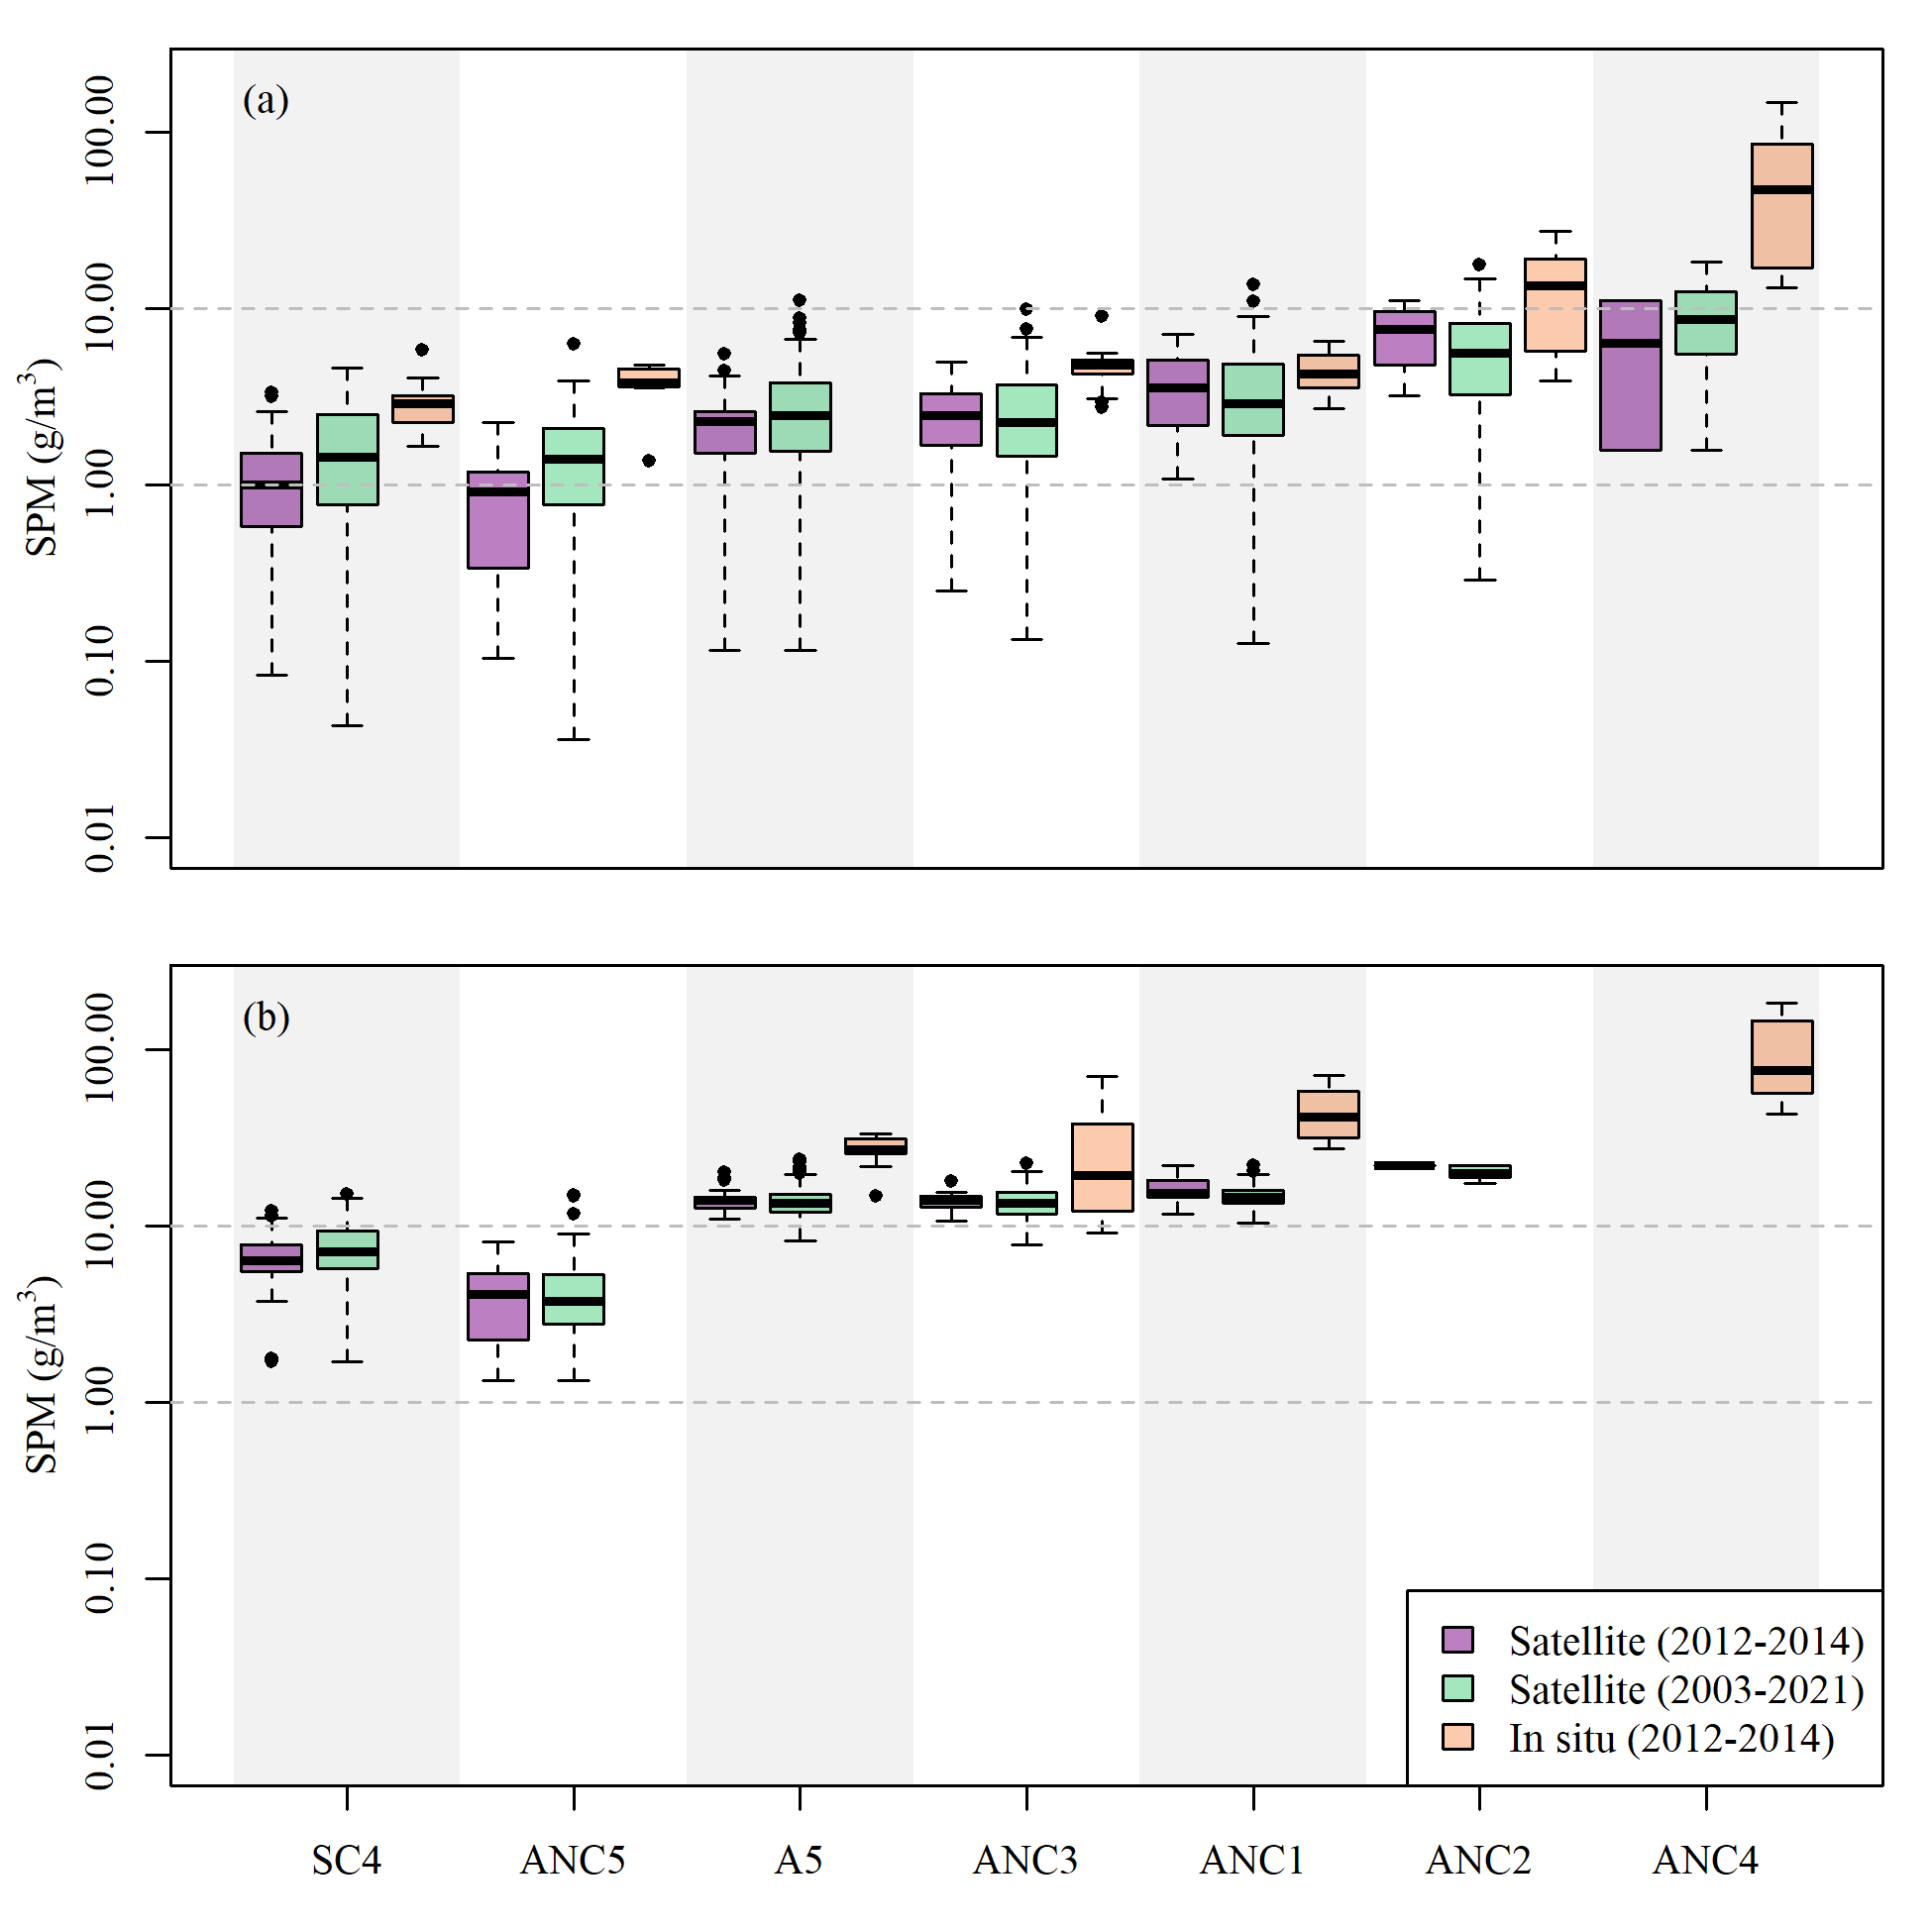 (a)
100.00
10.00
1.00
0.10
0.01
SPM (g/m³)
(b)
100.00
10.00
1.00
0.10
0.01
SPM (g/m³)
Satellite (2012-2014)
Satellite (2003-2021)
In situ (2012-2014)
SC4 ANC5 A5 ANC3 ANC1 ANC2 ANC4